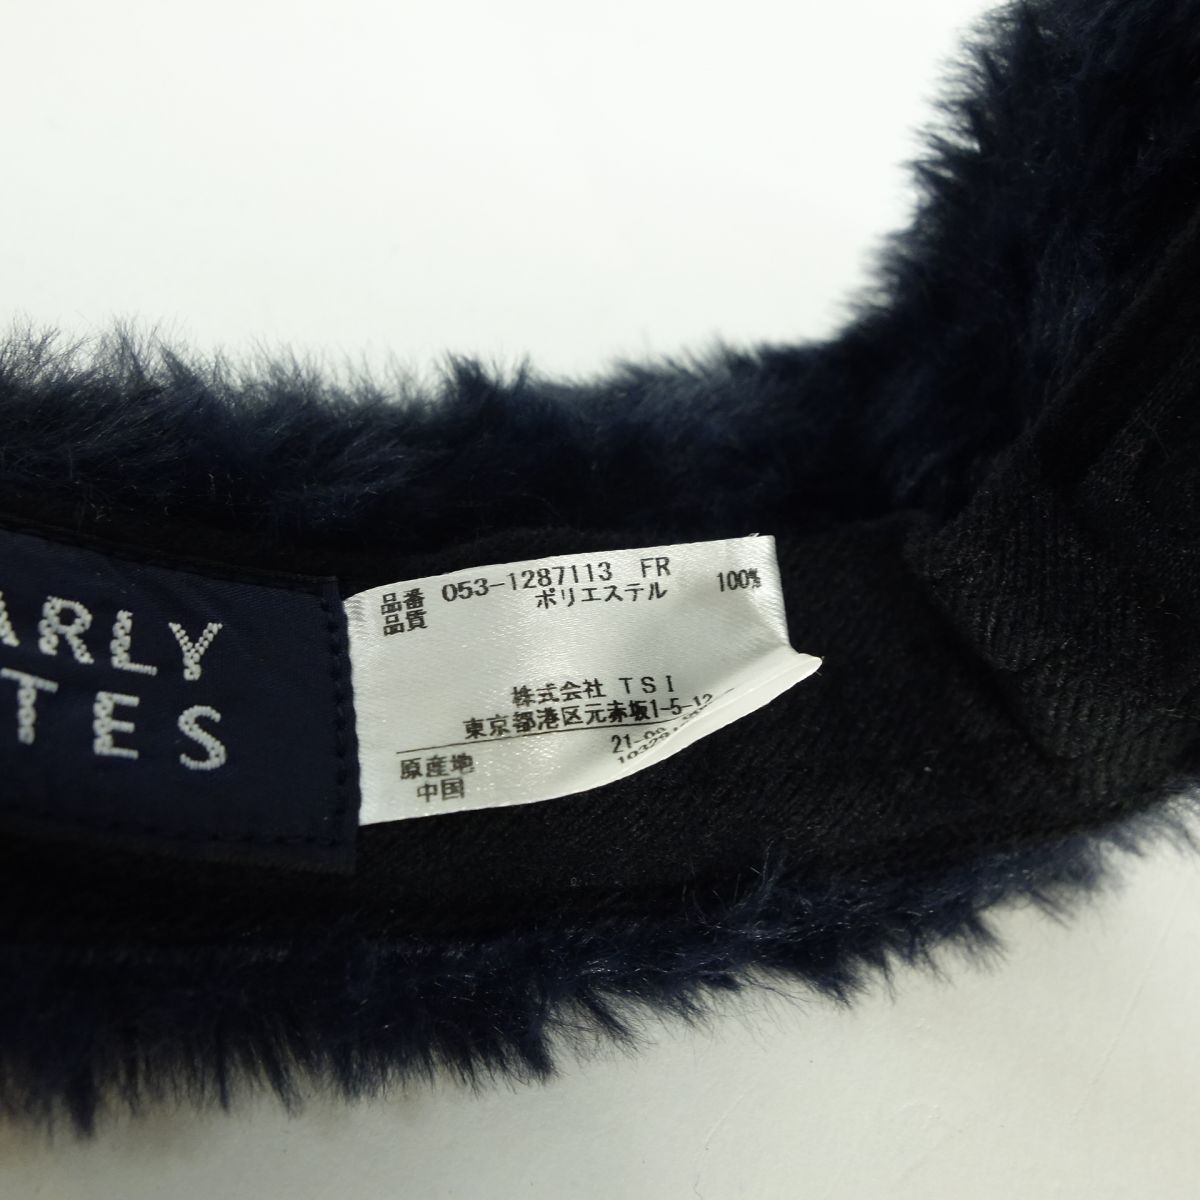 ARLY
TES
品番 053-1287113 FR
品質 ポリエステル 100%
株式会社 TSI
東京都港区元赤坂1-5-12
21-
原産地
中国